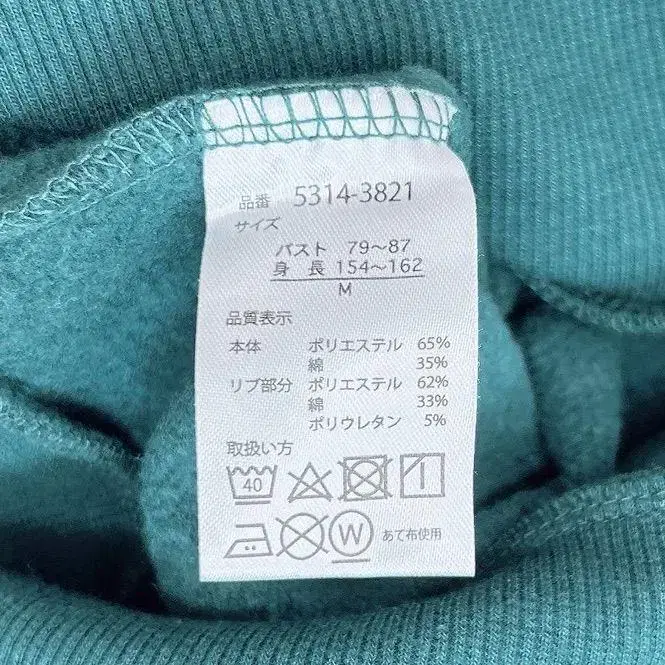 品番 5314-3821
サイズ
バスト 79〜87
身長 154〜162
M
品質表示
本体 ポリエステル 65%
綿 35%
リブ部分 ポリエステル 62%
綿 33%
ポリウレタン 5%
取扱い方
40
W あて布使用